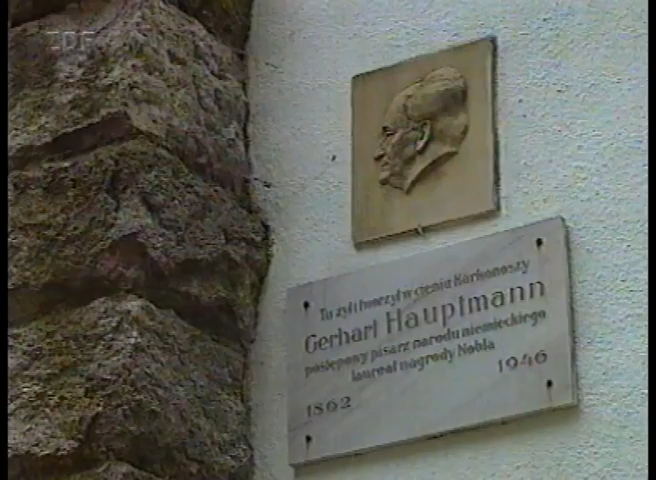 Tu żył i tworzył w cieniu Karkonoszy
Gerhart Hauptmann
postępowy pisarz narodu niemieckiego
laureat nagrody Nobla
1862 1946